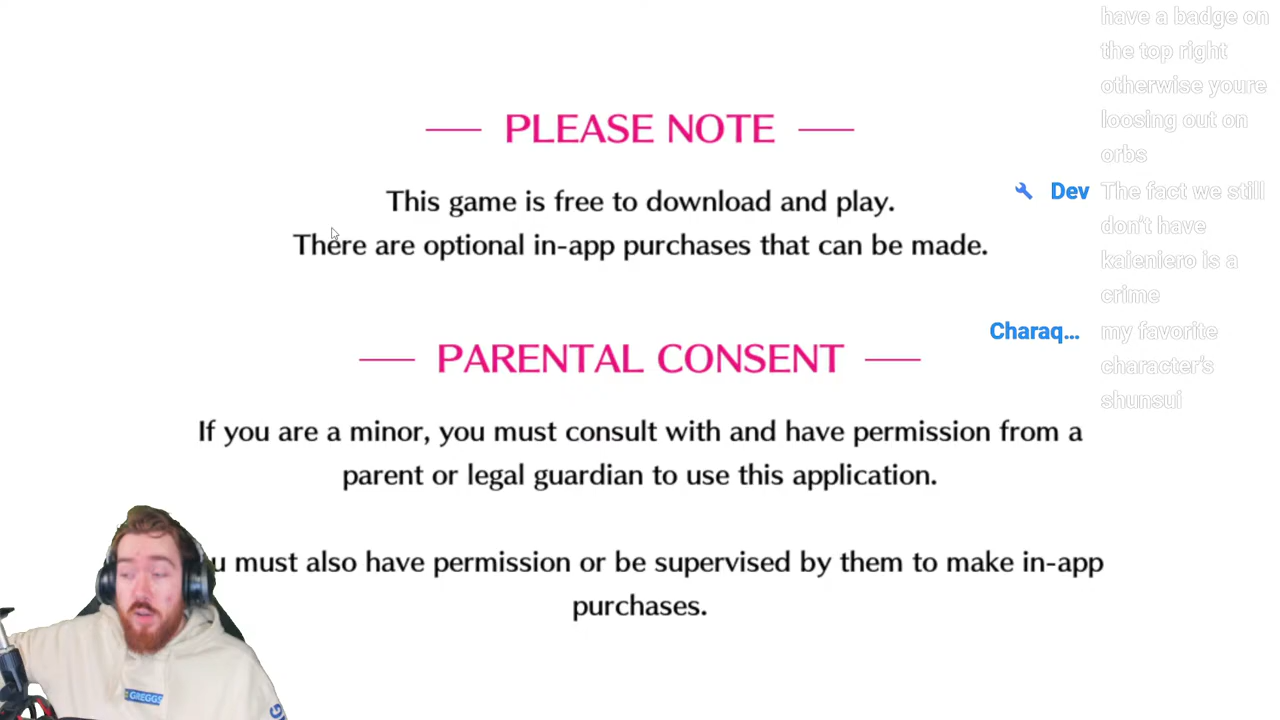 PLEASE NOTE
This game is free to download and play.
There are optional in-app purchases that can be made.
PARENTAL CONSENT
If you are a minor, you must consult with and have permission from a
parent or legal guardian to use this application.
u must also have permission or be supervised by them to make in-app
purchases.
have a badge on
the top right
otherwise youre
loosing out on
orbs
Dev The fact we still
don't have
kaieniero is a
crime
Charaq... my favorite
character's
shunsui
GREGGS